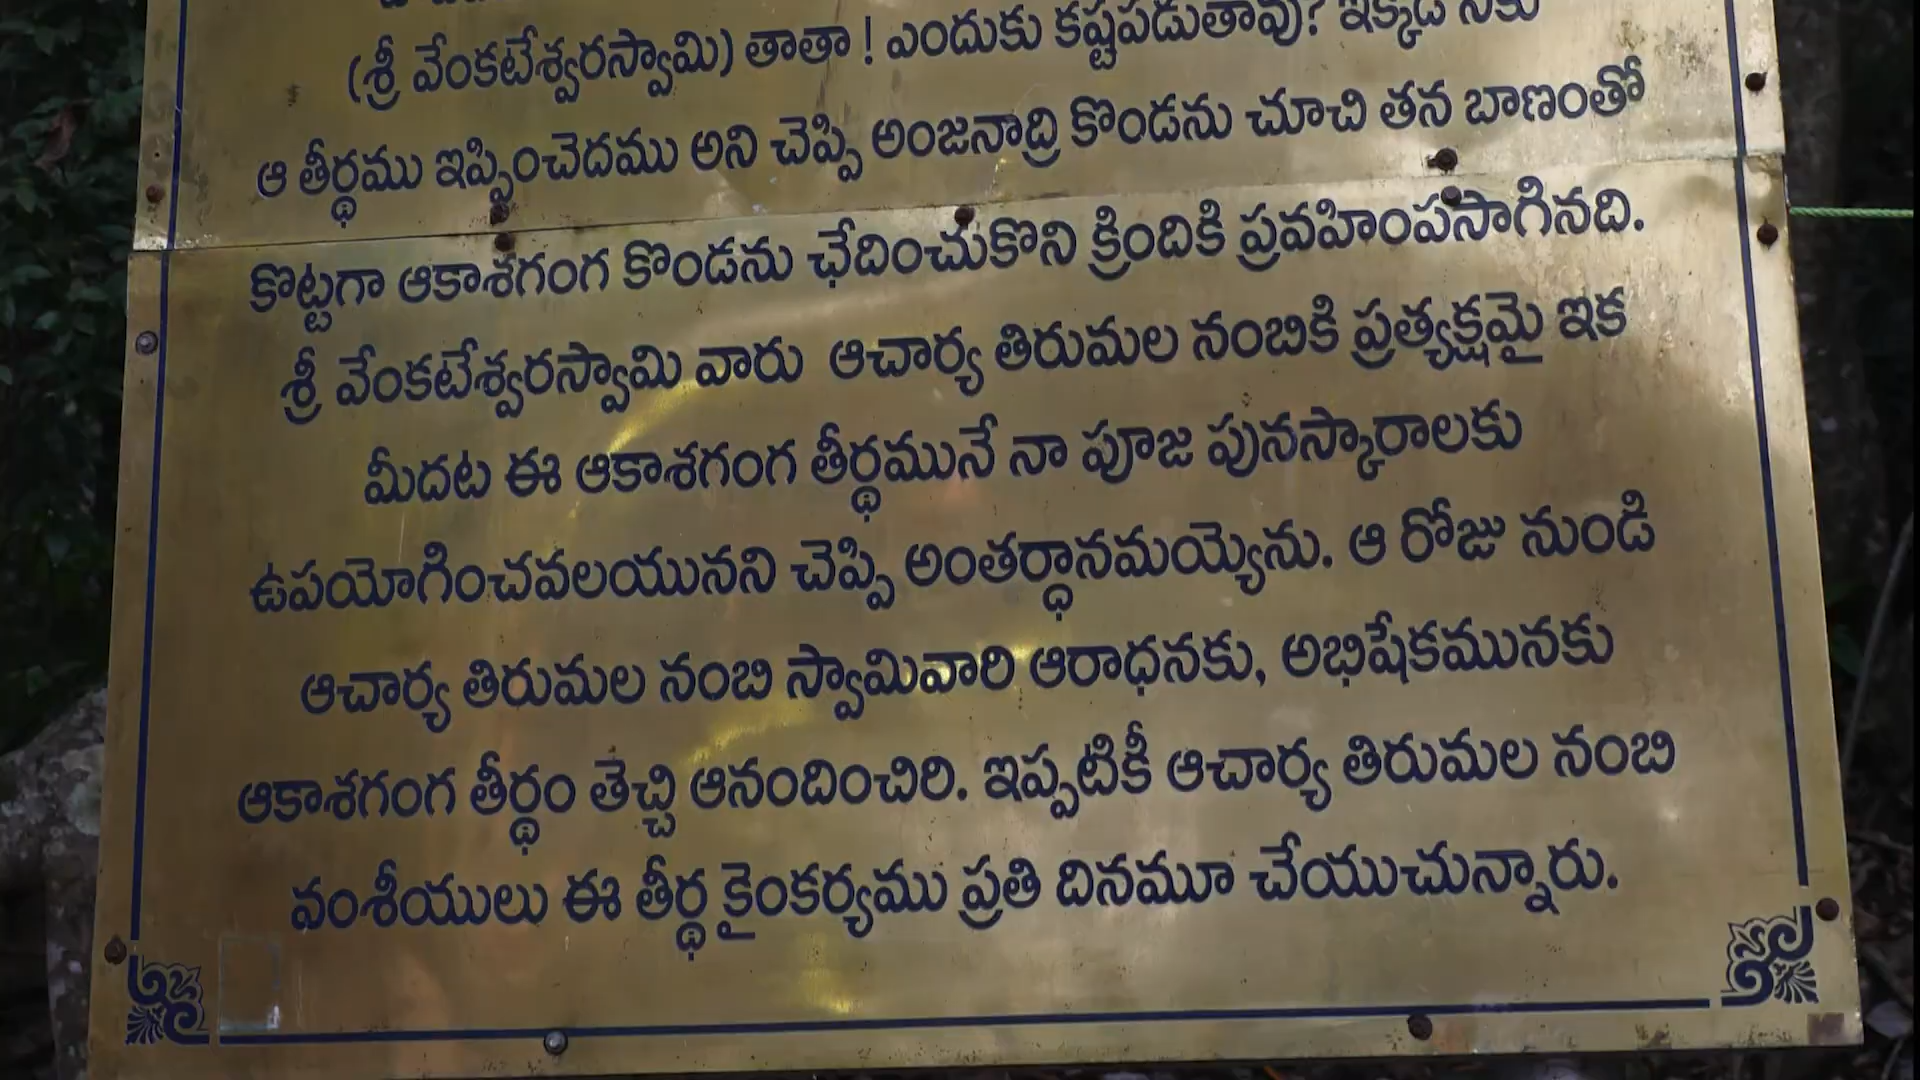 (శ్రీ వేంకటేశ్వరస్వామి) తాతా ! ఎందుకు కష్టపడుతావు? ఇక్కడ నీకు
ఆ తీర్థము ఇప్పించెదము అని చెప్పి అంజనాద్రి కొండను చూచి తన బాణంతో
కొట్టగా ఆకాశగంగ కొండను ఛేదించుకొని క్రిందికి ప్రవహింపసాగినది.
శ్రీ వేంకటేశ్వరస్వామి వారు ఆచార్య తిరుమల నంబికి ప్రత్యక్షమై ఇక
మీదట ఈ ఆకాశగంగ తీర్థమునే నా పూజ పునస్కారాలకు
ఉపయోగించవలయునని చెప్పి అంతర్ధానమయ్యెను. ఆ రోజు నుండి
ఆచార్య తిరుమల నంబి స్వామివారి ఆరాధనకు, అభిషేకమునకు
ఆకాశగంగ తీర్థం తెచ్చి ఆనందించిరి. ఇప్పటికీ ఆచార్య తిరుమల నంబి
వంశీయులు ఈ తీర్థ కైంకర్యము ప్రతి దినమూ చేయుచున్నారు.